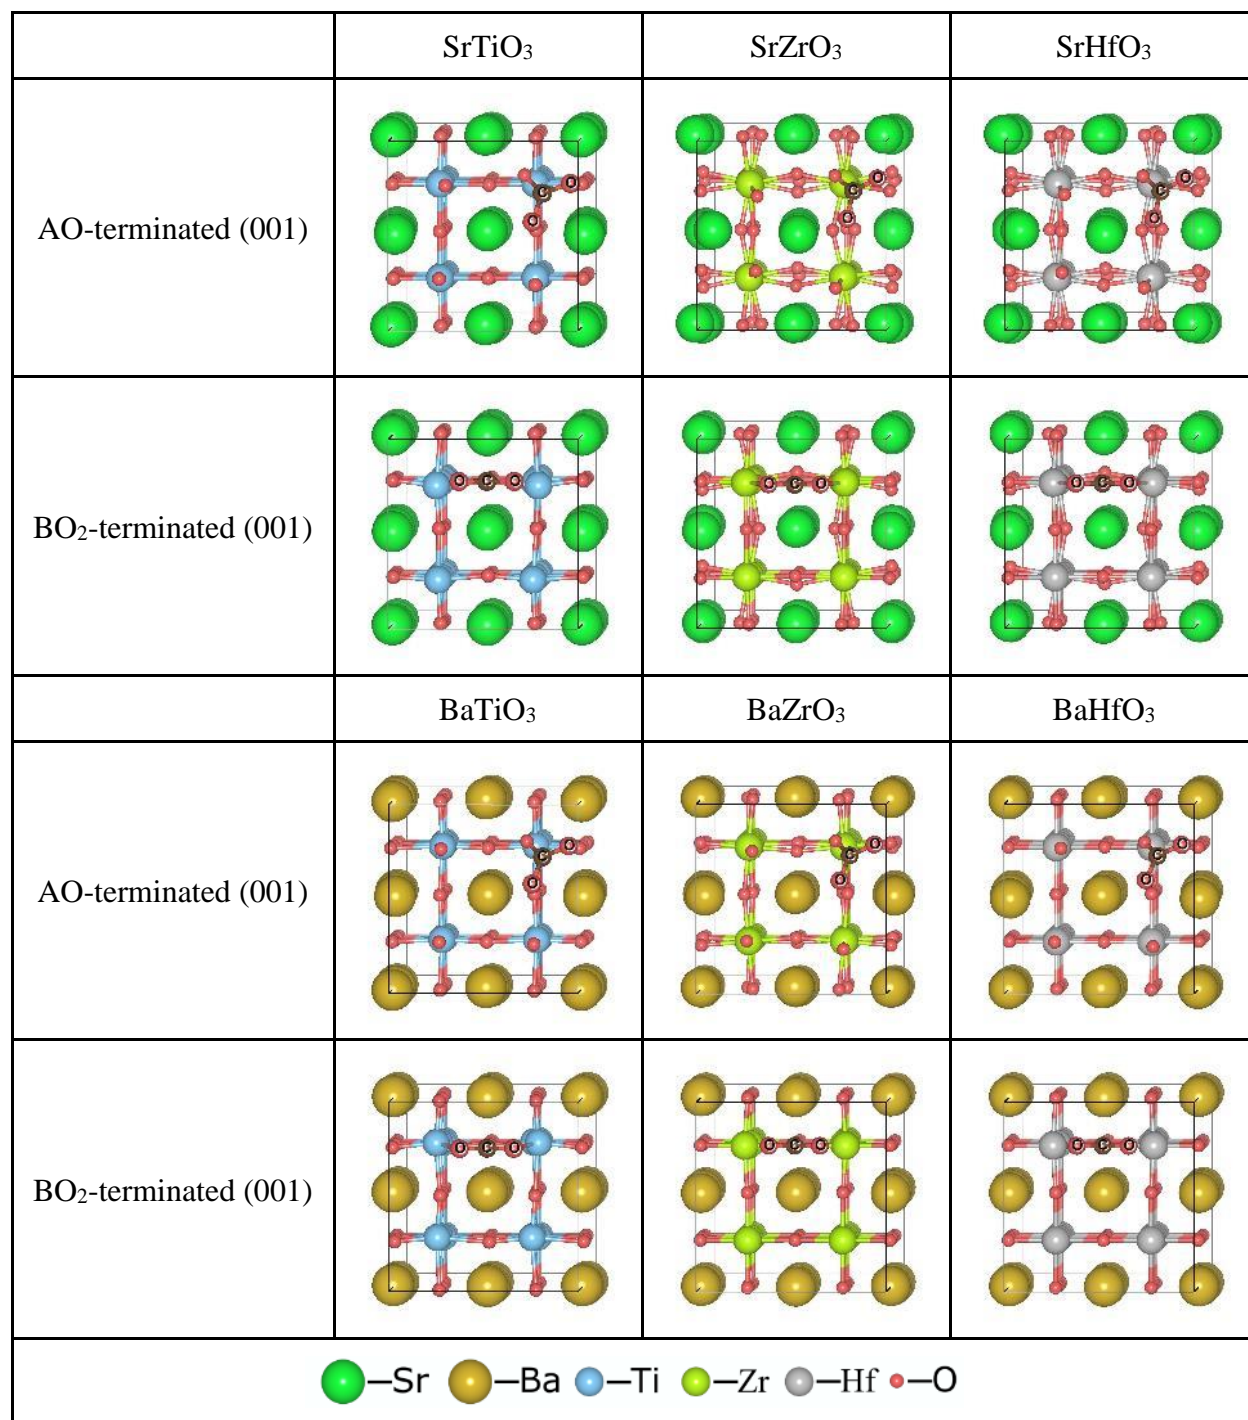 SrTiO₃ SrZrO₃ SrHfO₃
AO-terminated (001)
C O O C O O C O O
BO₂-terminated (001)
O C O O C O O C O
BaTiO₃ BaZrO₃ BaHfO₃
AO-terminated (001)
C O O C O O C O O
BO₂-terminated (001)
O C O O C O O C O
—Sr —Ba —Ti —Zr —Hf —O